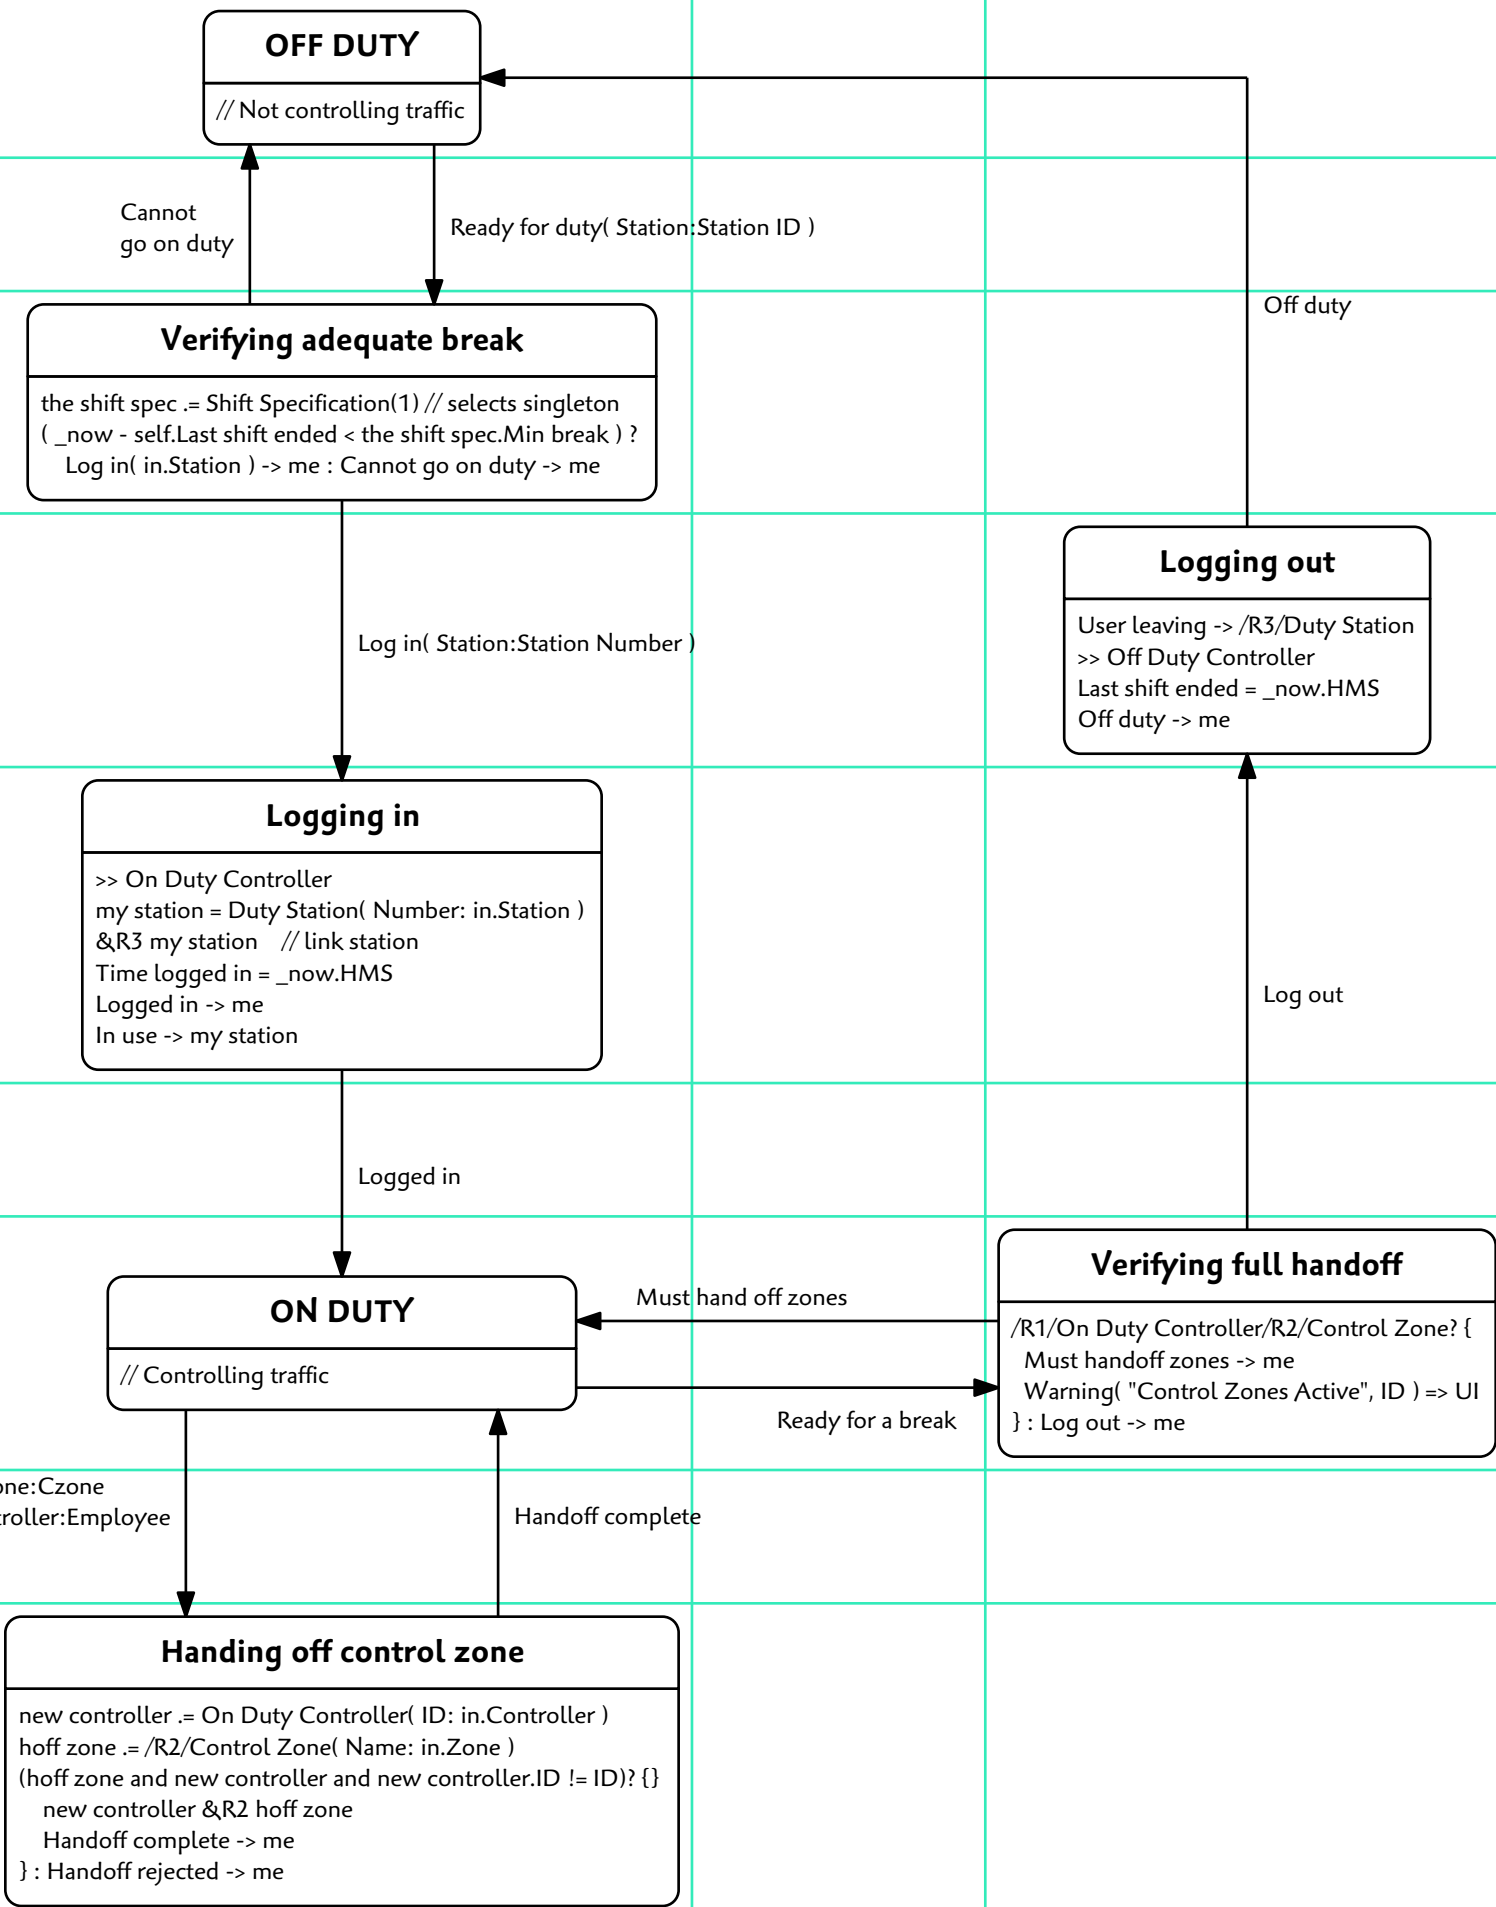 OFF DUTY
// Not controlling traffic
Cannot
go on duty
Ready for duty( Station:Station ID )
Off duty
Verifying adequate break
the shift spec .= Shift Specification(1) // selects singleton
( _now - self.Last shift ended < the shift spec.Min break ) ?
Log in( in.Station ) -> me : Cannot go on duty -> me
Logging out
User leaving -> /R3/Duty Station
>> Off Duty Controller
Last shift ended = _now.HMS
Off duty -> me
Log in( Station:Station Number )
Logging in
>> On Duty Controller
my station = Duty Station( Number: in.Station )
&R3 my station // link station
Time logged in = _now.HMS
Logged in -> me
In use -> my station
Log out
Logged in
Verifying full handoff
/R1/On Duty Controller/R2/Control Zone? {
Must handoff zones -> me
Warning( "Control Zones Active", ID ) => UI
} : Log out -> me
Must hand off zones
ON DUTY
// Controlling traffic
Ready for a break
one:Czone
troller:Employee
Handoff complete
Handing off control zone
new controller .= On Duty Controller( ID: in.Controller )
hoff zone .= /R2/Control Zone( Name: in.Zone )
(hoff zone and new controller and new controller.ID != ID)? {}
new controller &R2 hoff zone
Handoff complete -> me
} : Handoff rejected -> me